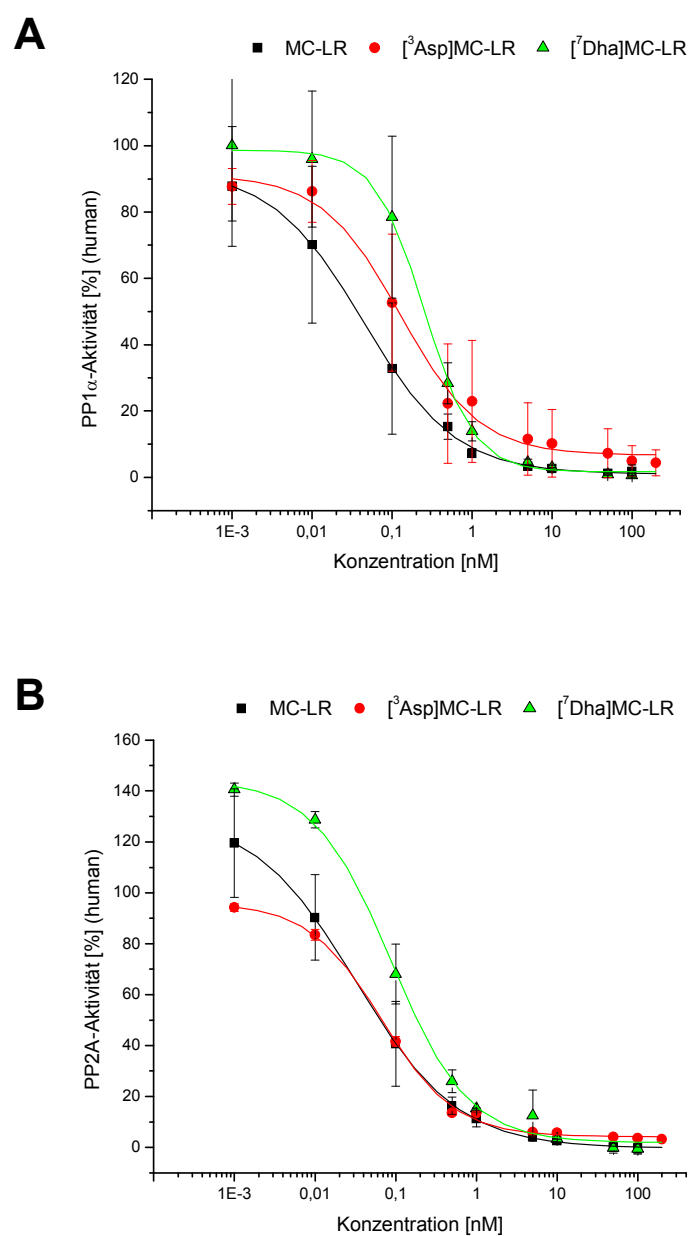 A
MC-LR [³Asp]MC-LR [⁷Dha]MC-LR
120
100
80
60
40
20
0
PP1α-Aktivität [%] (human)
1E-3 0,01 0,1 1 10 100
Konzentration [nM]
B
MC-LR [³Asp]MC-LR [⁷Dha]MC-LR
160
140
120
100
80
60
40
20
0
PP2A-Aktivität [%] (human)
1E-3 0,01 0,1 1 10 100
Konzentration [nM]